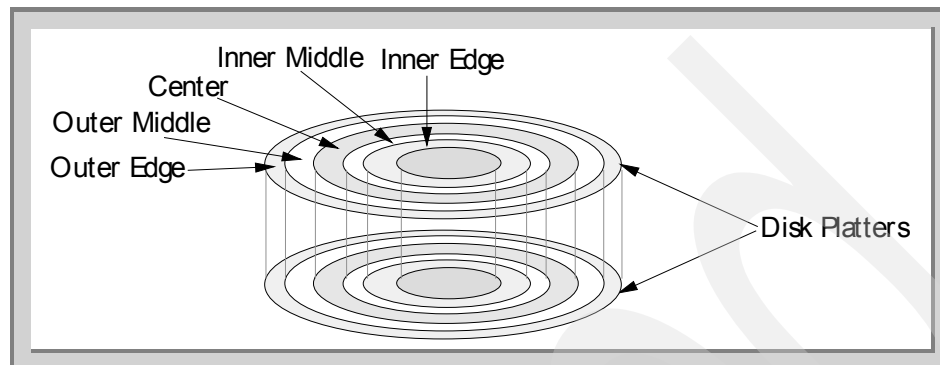 Inner Middle
Inner Edge
Center
Outer Middle
Outer Edge
Disk Platters